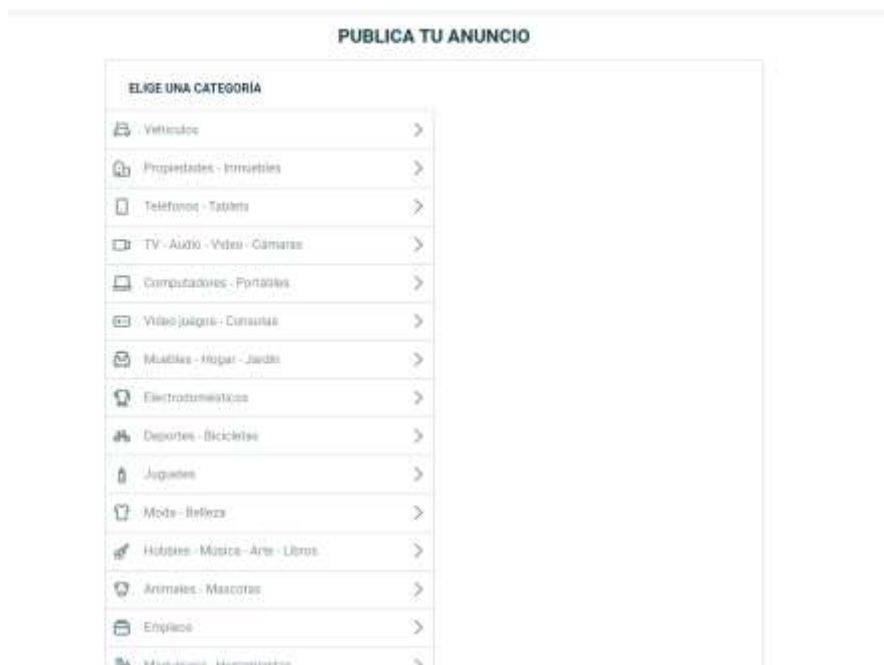 PUBLICA TU ANUNCIO
ELIGE UNA CATEGORÍA
Vehículos
Propiedades - Inmuebles
Teléfonos - Tablets
TV - Audio - Video - Cámaras
Computadores - Portátiles
Video juegos - Consolas
Muebles - Hogar - Jardín
Electrodomésticos
Deportes - Bicicletas
Juguetes
Moda - Belleza
Hobbies - Música - Arte - Libros
Animales - Mascotas
Empleos